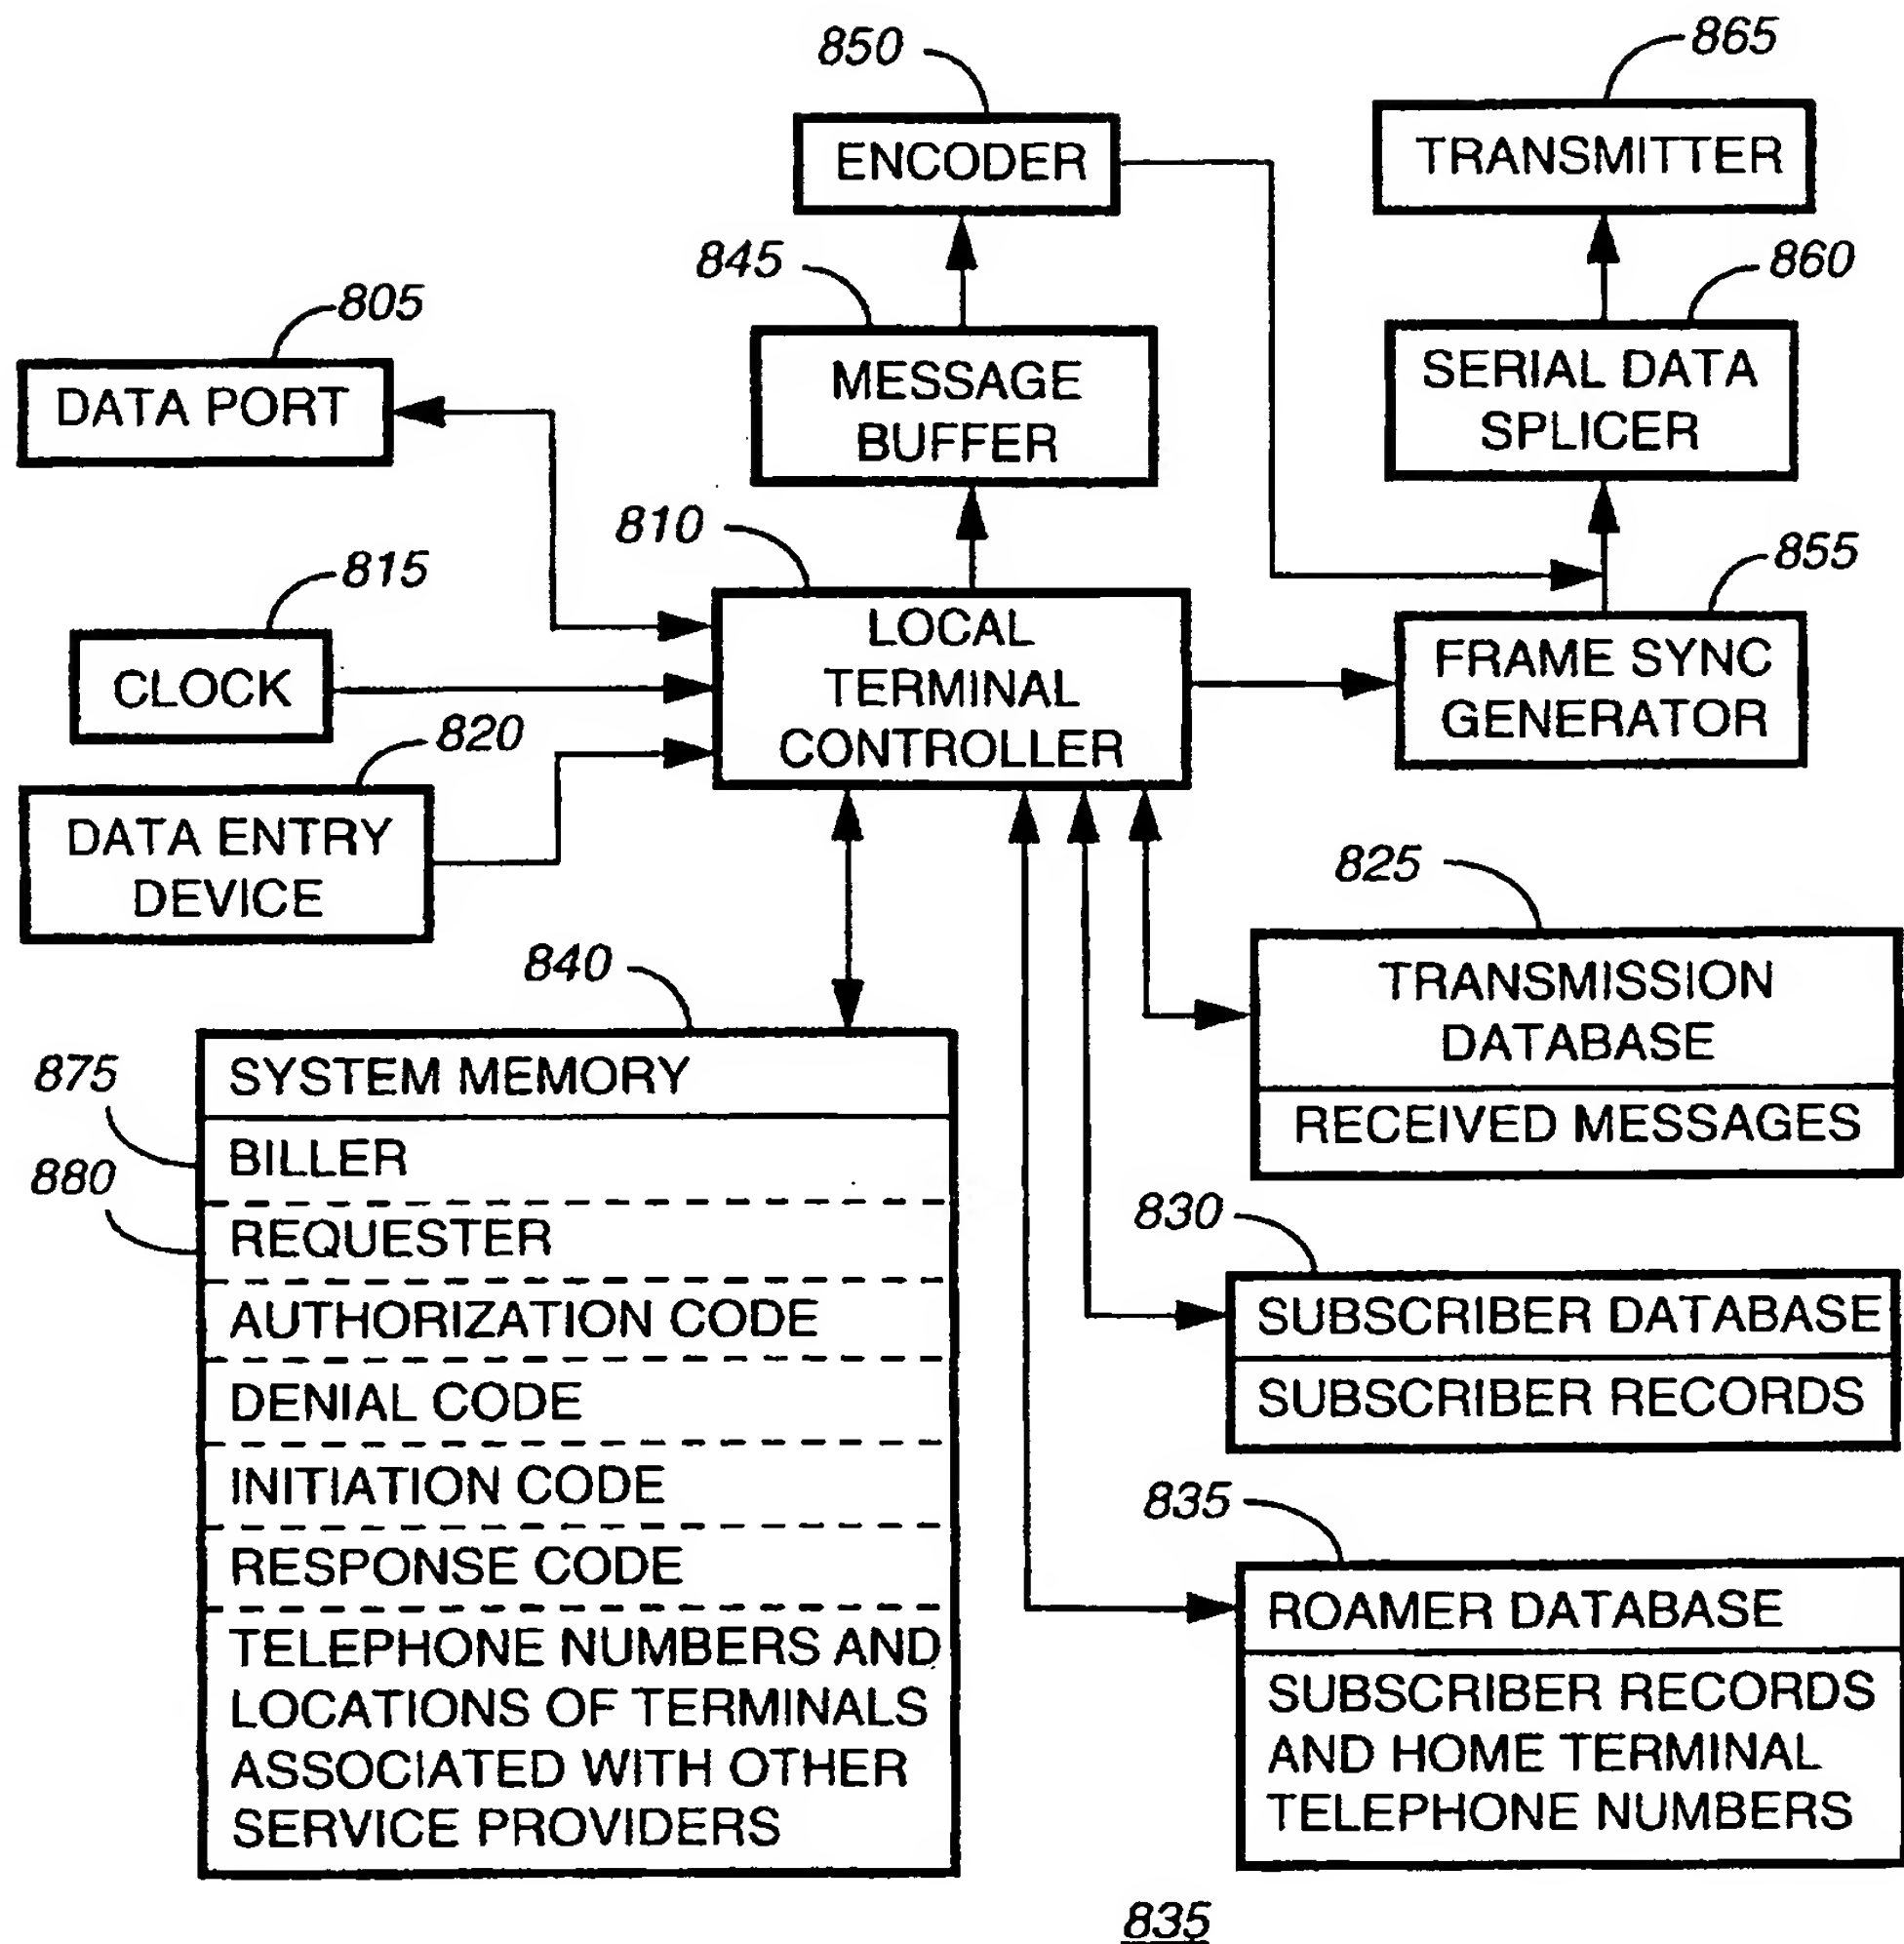 850
865
ENCODER
TRANSMITTER
845
860
805
DATA PORT
MESSAGE
BUFFER
SERIAL DATA
SPLICER
810
815
855
CLOCK
LOCAL
TERMINAL
CONTROLLER
FRAME SYNC
GENERATOR
820
DATA ENTRY
DEVICE
825
840
TRANSMISSION
DATABASE
RECEIVED MESSAGES
875
880
SYSTEM MEMORY
BILLER
REQUESTER
AUTHORIZATION CODE
DENIAL CODE
INITIATION CODE
RESPONSE CODE
TELEPHONE NUMBERS AND
LOCATIONS OF TERMINALS
ASSOCIATED WITH OTHER
SERVICE PROVIDERS
830
SUBSCRIBER DATABASE
SUBSCRIBER RECORDS
835
ROAMER DATABASE
SUBSCRIBER RECORDS
AND HOME TERMINAL
TELEPHONE NUMBERS
835